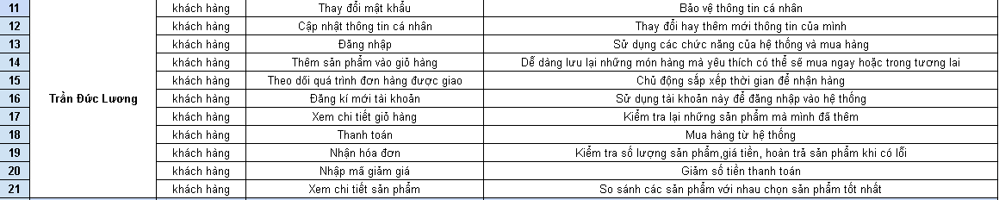 11 khách hàng Thay đổi mật khẩu Bảo vệ thông tin cá nhân
12 khách hàng Cập nhật thông tin cá nhân Thay đổi hay thêm mới thông tin của mình
13 khách hàng Đăng nhập Sử dụng các chức năng của hệ thống và mua hàng
14 khách hàng Thêm sản phẩm vào giỏ hàng Dễ dàng lưu lại những món hàng mà yêu thích có thể sẽ mua ngay hoặc trong tương lai
15 khách hàng Theo dõi quá trình đơn hàng được giao Chủ động sắp xếp thời gian để nhận hàng
16 Trần Đức Lương khách hàng Đăng kí mới tài khoản Sử dụng tài khoản này để đăng nhập vào hệ thống
17 khách hàng Xem chi tiết giỏ hàng Kiểm tra lại những sản phẩm mà mình đã thêm
18 khách hàng Thanh toán Mua hàng từ hệ thống
19 khách hàng Nhận hóa đơn Kiểm tra số lượng sản phẩm,giá tiền, hoàn trả sản phẩm khi có lỗi
20 khách hàng Nhập mã giảm giá Giảm số tiền thanh toán
21 khách hàng Xem chi tiết sản phẩm So sánh các sản phẩm với nhau chọn sản phẩm tốt nhất